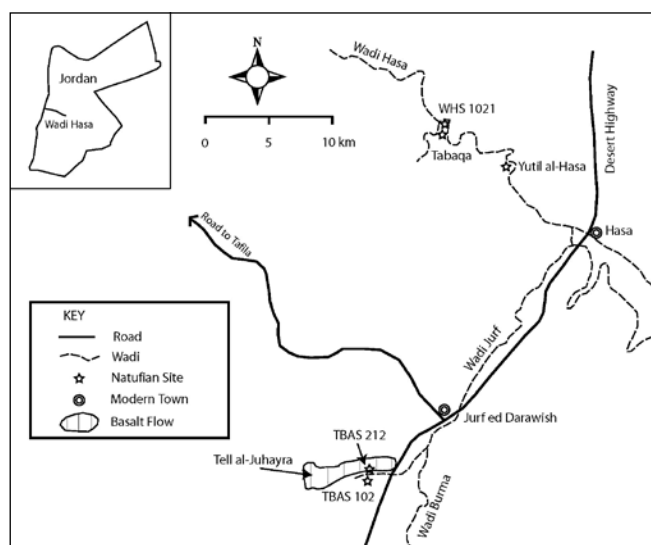 Jordan
Wadi Hasa
N
0
5
10 km
Wadi Hasa
WHS 1021
Tabaqa
Yutil al-Hasa
Desert Highway
Hasa
Road to Tafila
Wadi Jurf
KEY
Road
Wadi
Natufian Site
Modern Town
Basalt Flow
Jurf ed Darawish
TBAS 212
Tell al-Juhayra
TBAS 102
Wadi Burma